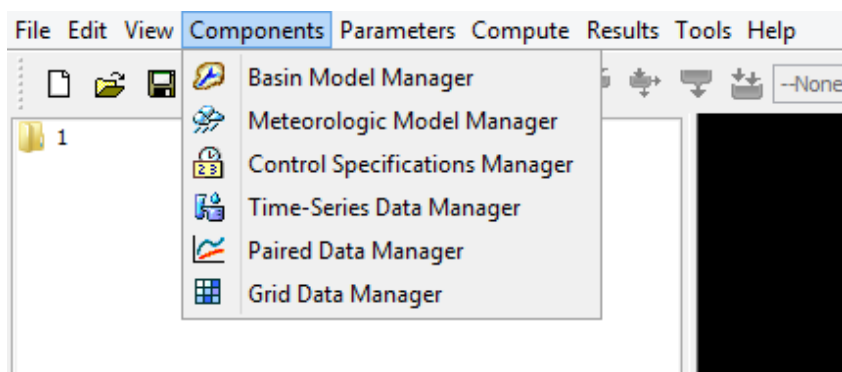 File Edit View Components Parameters Compute Results Tools Help
--None
1
Basin Model Manager
Meteorologic Model Manager
Control Specifications Manager
Time-Series Data Manager
Paired Data Manager
Grid Data Manager